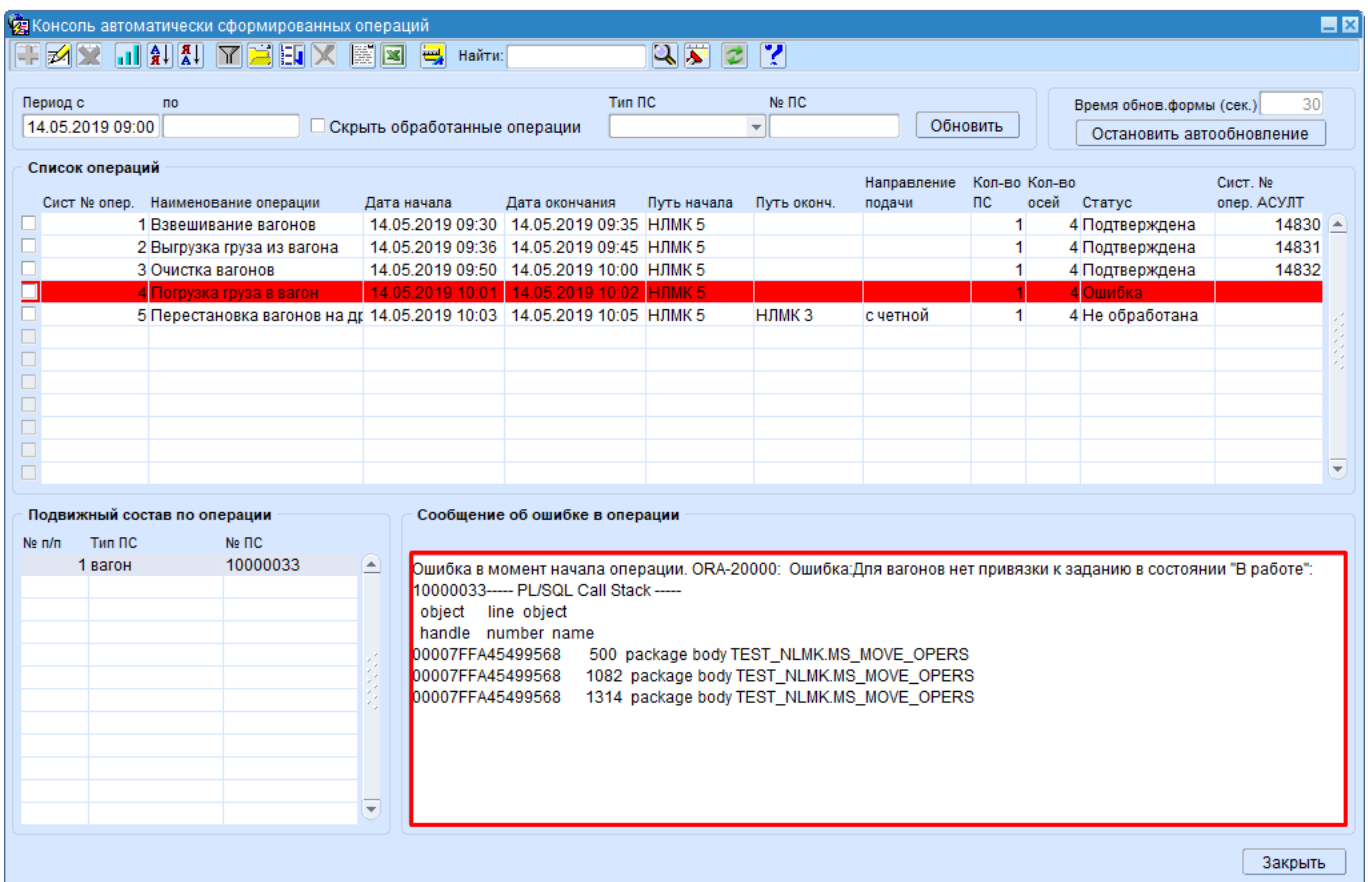 Консоль автоматически сформированных операций
Найти:
Период с по Тип ПС № ПС Время обнов.формы (сек.) 30
14.05.2019 09:00 Скрыть обработанные операции Обновить Остановить автообновление
Список операций
Направление Кол-во Кол-во Сист. №
Сист № опер. Наименование операции Дата начала Дата окончания Путь начала Путь оконч. подачи ПС осей Статус опер. АСУЛТ
1 Взвешивание вагонов 14.05.2019 09:30 14.05.2019 09:35 НЛМК 5 1 4 Подтверждена 14830
2 Выгрузка груза из вагона 14.05.2019 09:36 14.05.2019 09:45 НЛМК 5 1 4 Подтверждена 14831
3 Очистка вагонов 14.05.2019 09:50 14.05.2019 10:00 НЛМК 5 1 4 Подтверждена 14832
4 Погрузка груза в вагон 14.05.2019 10:01 14.05.2019 10:02 НЛМК 5 1 4 Ошибка
5 Перестановка вагонов на др 14.05.2019 10:03 14.05.2019 10:05 НЛМК 5 НЛМК 3 с четной 1 4 Не обработана
Подвижный состав по операции
№ п/п Тип ПС № ПС
1 вагон 10000033
Сообщение об ошибке в операции
Ошибка в момент начала операции. ORA-20000: Ошибка:Для вагонов нет привязки к заданию в состоянии "В работе":
10000033----- PL/SQL Call Stack -----
object line object
handle number name
00007FFA45499568 500 package body TEST_NLMK.MS_MOVE_OPERS
00007FFA45499568 1082 package body TEST_NLMK.MS_MOVE_OPERS
00007FFA45499568 1314 package body TEST_NLMK.MS_MOVE_OPERS
Закрыть